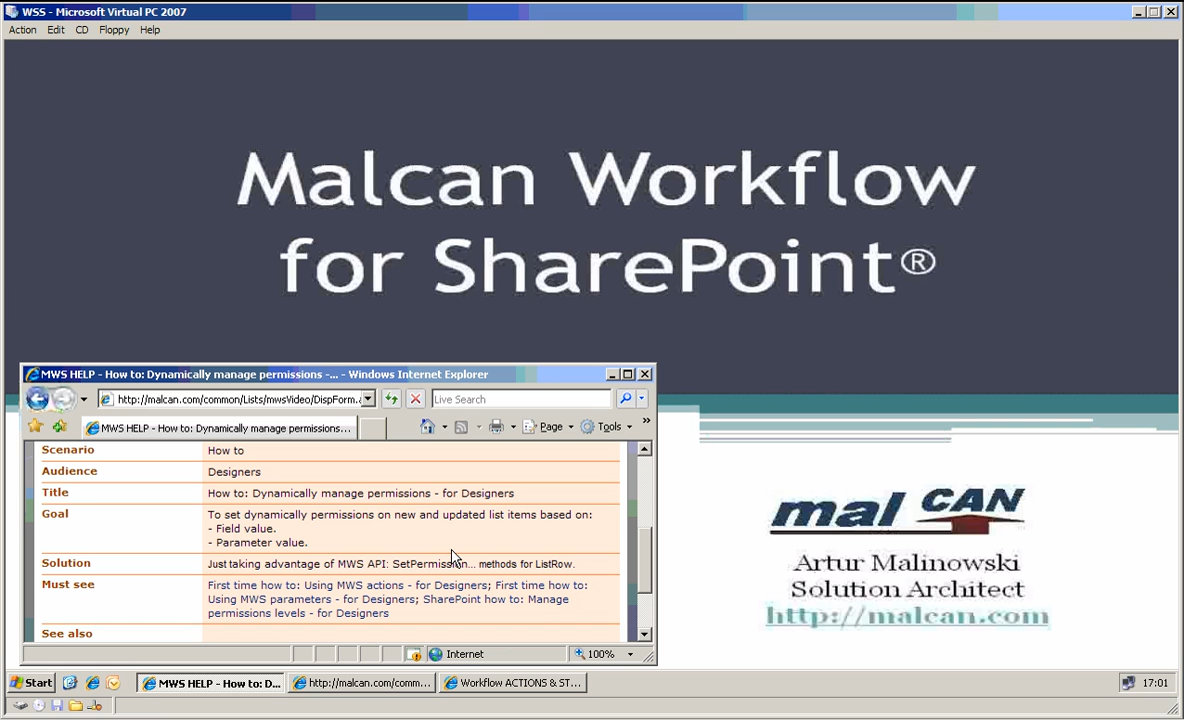 WSS - Microsoft Virtual PC 2007
Action Edit CD Floppy Help
Malcan Workflow
for SharePoint®
MWS HELP - How to: Dynamically manage permissions -... - Windows Internet Explorer
http://malcan.com/common/Lists/mwsVideo/DispForm.a
Live Search
MWS HELP - How to: Dynamically manage permissions...
Page Tools »
Scenario How to
Audience Designers
Title How to: Dynamically manage permissions - for Designers
Goal To set dynamically permissions on new and updated list items based on:
- Field value.
- Parameter value.
Solution Just taking advantage of MWS API: SetPermission... methods for ListRow.
Must see First time how to: Using MWS actions - for Designers; First time how to:
Using MWS parameters - for Designers; SharePoint how to: Manage
permissions levels - for Designers
See also
Internet 100%
mal CAN
Artur Malinowski
Solution Architect
http://malcan.com
Start MWS HELP - How to: D... http://malcan.com/comm... Workflow ACTIONS & ST... 17:01